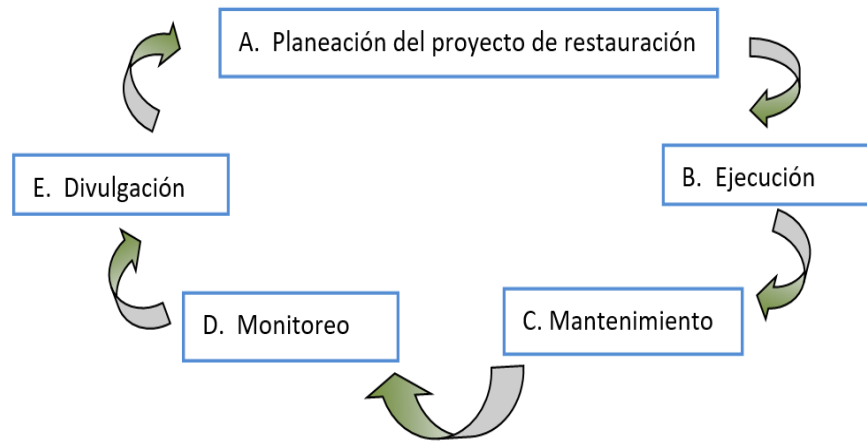 A. Planeación del proyecto de restauración
B. Ejecución
C. Mantenimiento
D. Monitoreo
E. Divulgación